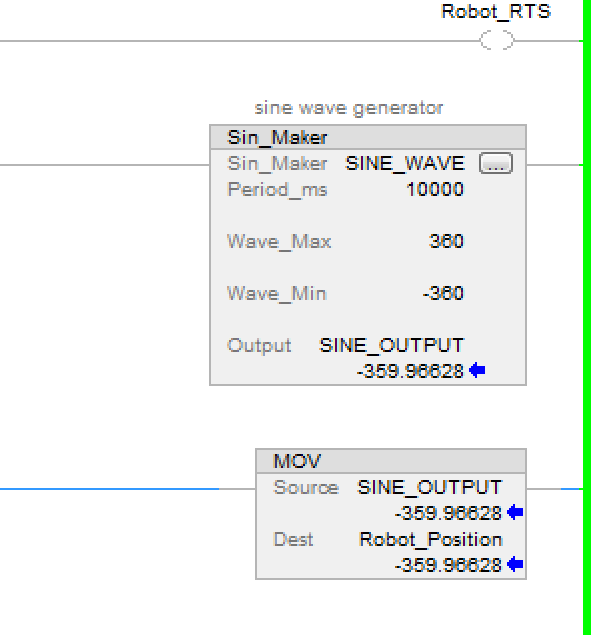 Robot_RTS
sine wave generator
Sin_Maker
Sin_Maker SINE_WAVE ...
Period_ms 10000
Wave_Max 360
Wave_Min -360
Output SINE_OUTPUT
-359.96628
MOV
Source SINE_OUTPUT
-359.96628
Dest Robot_Position
-359.96628